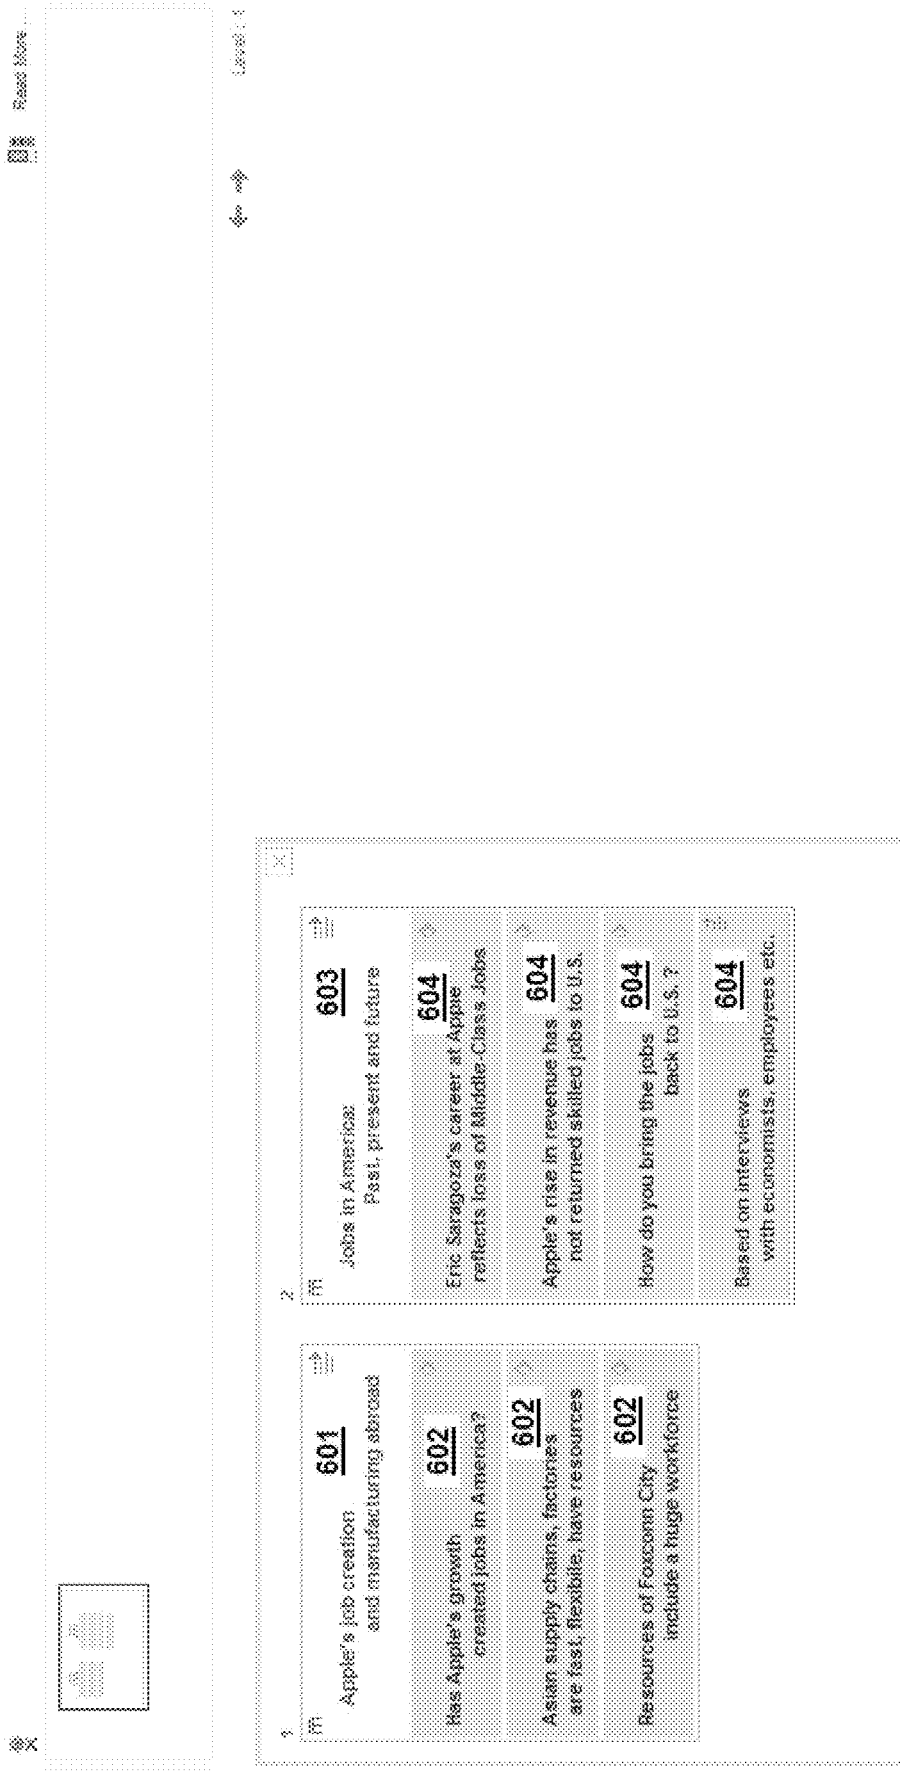 Read More ...
Level : 1
1
Apple's job creation
and manufacturing abroad
601
Has Apple's growth
created jobs in America?
602
Asian supply chains, factories
are fast, flexibile, have resources
602
Resources of Foxconn City
include a huge workforce
602
2
Jobs in America:
Past, present and future
603
Eric Saragoza's career at Apple
reflects loss of Middle-Class Jobs
604
Apple's rise in revenue has
not returned skilled jobs to U.S.
604
How do you bring the jobs
back to U.S. ?
604
Based on interviews
with economists, employees etc.
604